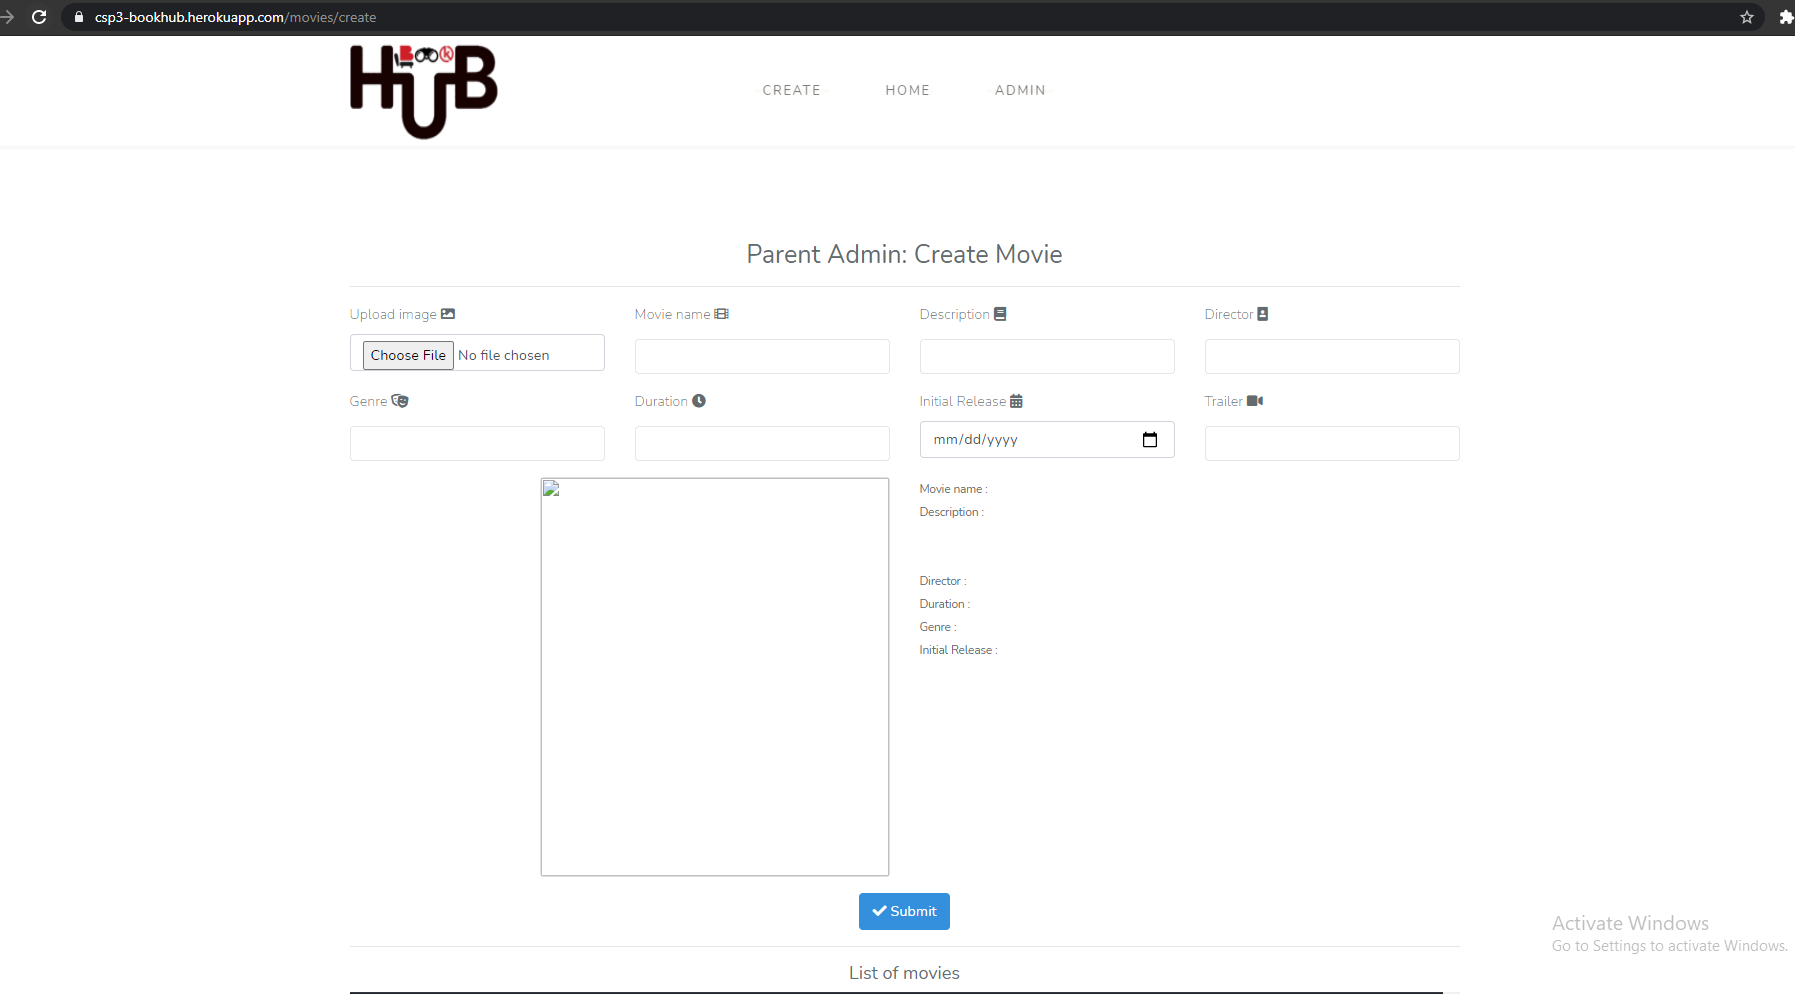 csp3-bookhub.herokuapp.com/movies/create
Book
HUB
CREATE HOME ADMIN
Parent Admin: Create Movie
Upload image Movie name Description Director
Choose File No file chosen
Genre Duration Initial Release Trailer
mm/dd/yyyy
Movie name :
Description :
Director :
Duration :
Genre :
Initial Release :
Submit
Activate Windows
Go to Settings to activate Windows.
List of movies